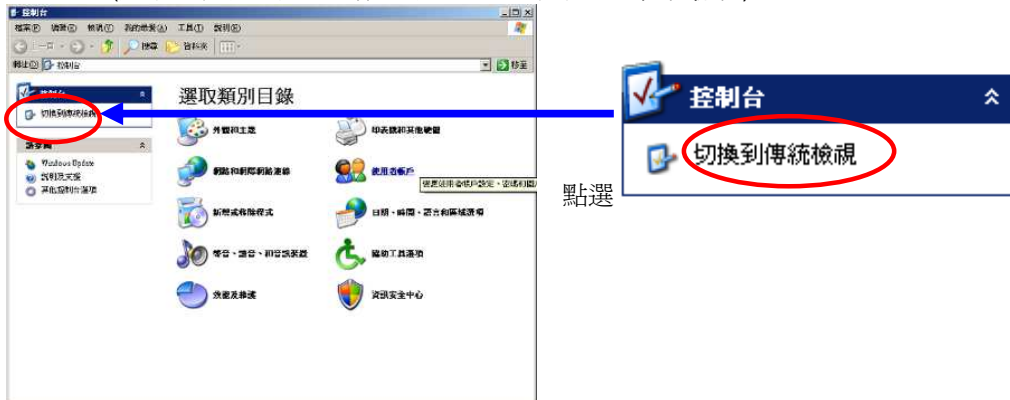 控制台
檔案(F) 編輯(E) 檢視(V) 我的最愛(A) 工具(T) 說明(H)
上一頁 搜尋 資料夾
網址(D) 控制台 移至
控制台
切換到傳統檢視
請參閱
Windows Update
說明及支援
其他控制台選項
選取類別目錄
外觀和主題
印表機和其他硬體
網路和網際網路連線
使用者帳戶
新增或移除程式
日期、時間、語言和區域選項
聲音、語音、和音訊裝置
協助工具選項
效能及維護
資訊安全中心
點選
控制台
切換到傳統檢視